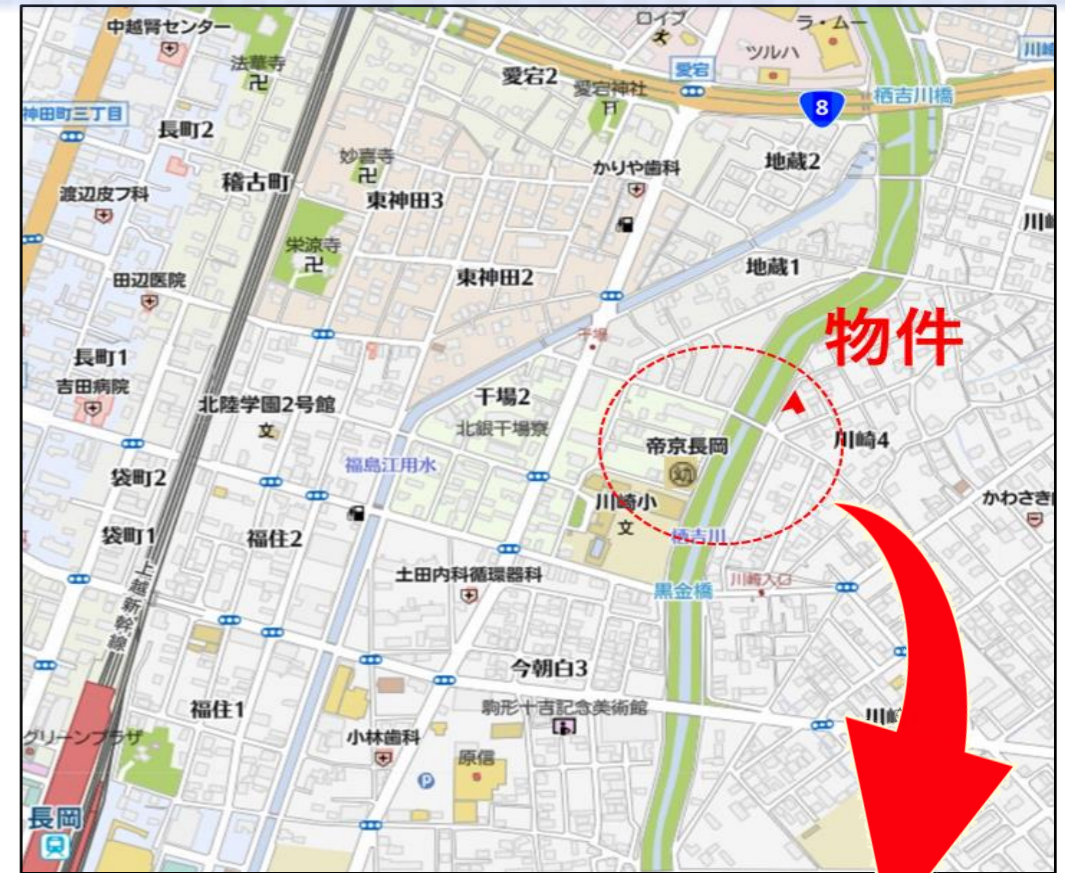 中越腎センター
ロイブ
ラ・ムー
ツルハ
法華寺
愛宕2
愛宕
愛宕神社
8
栖吉川橋
神田町三丁目
長町2
妙喜寺
かりや歯科
地蔵2
稽古町
東神田3
渡辺皮フ科
栄涼寺
地蔵1
田辺医院
東神田2
物件
干場
長町1
吉田病院
干場2
北陸学園2号館
文
北銀干場寮
帝京長岡
幼
川崎4
福島江用水
袋町2
川崎小
文
かわさき
袋町1
福住2
栖吉川
土田内科循環器科
黒金橋
川崎入口
上越新幹線
今朝白3
福住1
駒形十吉記念美術館
グリーンプラザ
小林歯科
原信
P
長岡